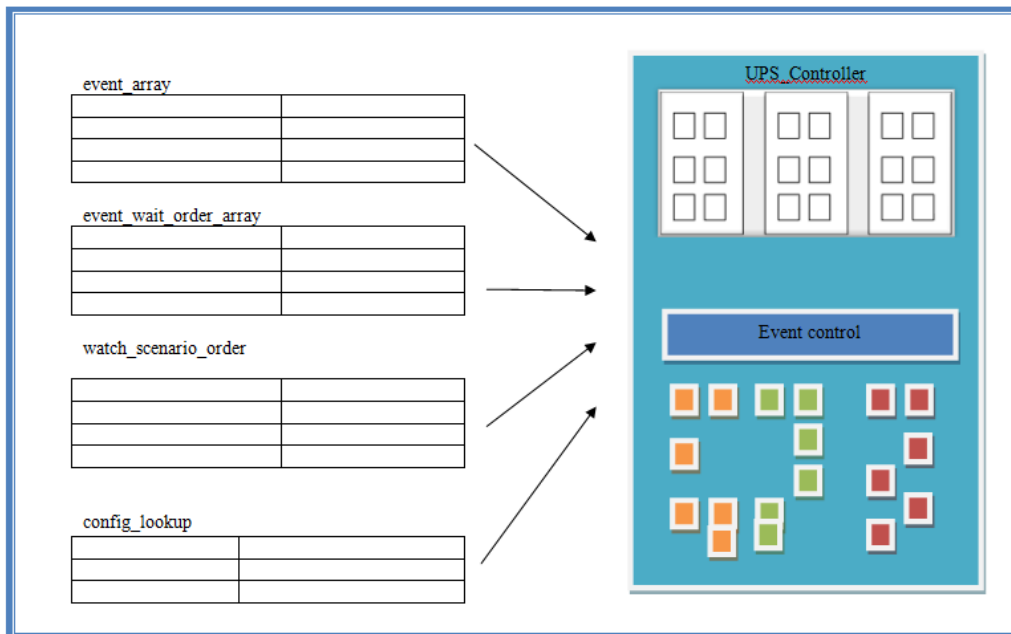 event_array
event_wait_order_array
watch_scenario_order
config_lookup
UPS_Controller
Event control